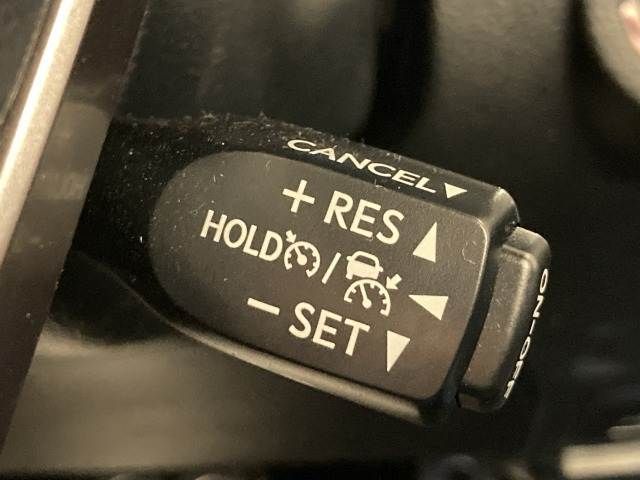 CANCEL▼
+ RES ▲
HOLD / ◀
− SET ▼
ON-OFF